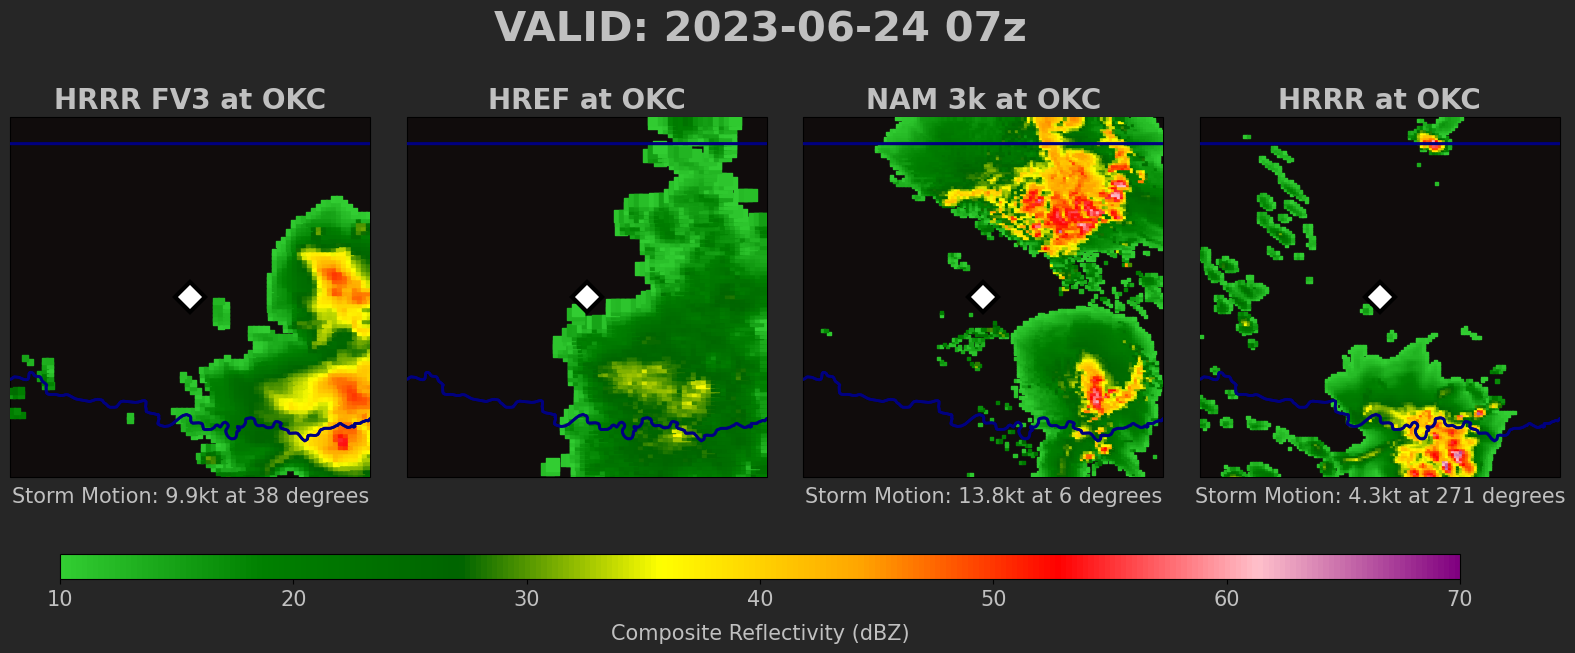 VALID: 2023-06-24 07z
HRRR FV3 at OKC
HREF at OKC
NAM 3k at OKC
HRRR at OKC
Storm Motion: 9.9kt at 38 degrees
Storm Motion: 13.8kt at 6 degrees
Storm Motion: 4.3kt at 271 degrees
10 20 30 40 50 60 70
Composite Reflectivity (dBZ)